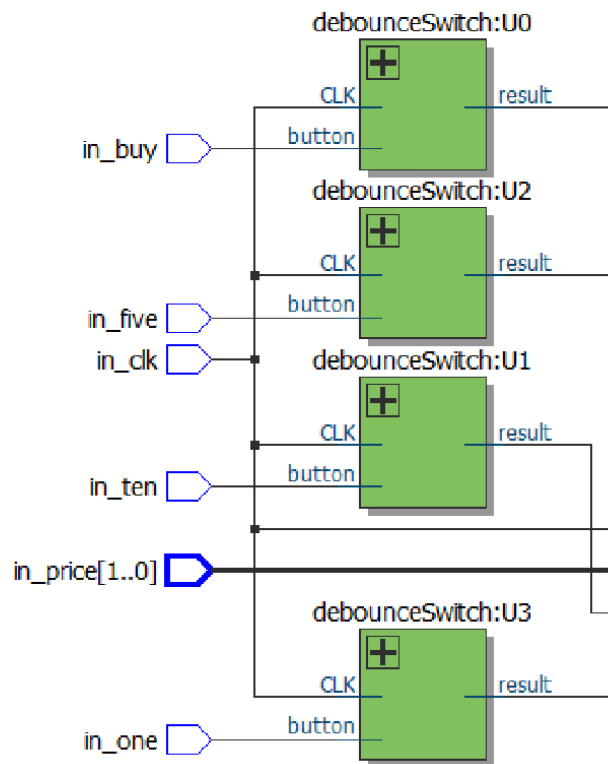 debounceSwitch:U0
CLK
result
button
in_buy
debounceSwitch:U2
CLK
result
button
in_five
in_clk
debounceSwitch:U1
CLK
result
button
in_ten
in_price[1..0]
debounceSwitch:U3
CLK
result
button
in_one